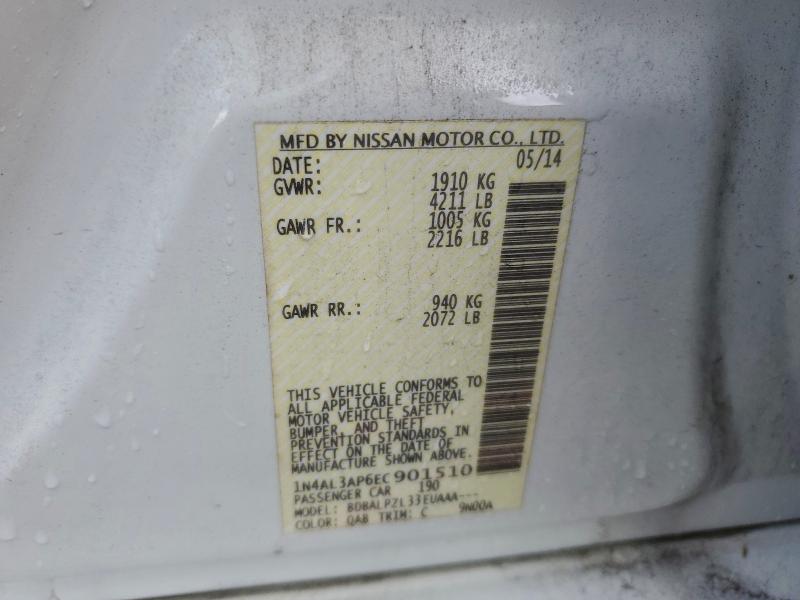 MFD BY NISSAN MOTOR CO., LTD.
DATE: 05/14
GVWR: 1910 KG
4211 LB
GAWR FR.: 1005 KG
2216 LB
GAWR RR.: 940 KG
2072 LB
THIS VEHICLE CONFORMS TO
ALL APPLICABLE FEDERAL
MOTOR VEHICLE SAFETY,
BUMPER, AND THEFT
PREVENTION STANDARDS IN
EFFECT ON THE DATE OF
MANUFACTURE SHOWN ABOVE.
1N4AL3AP6EC901510
PASSENGER CAR 190
MODEL: BDBALPZL33EUAAA---
COLOR: QAB TRIM: C 9N00A